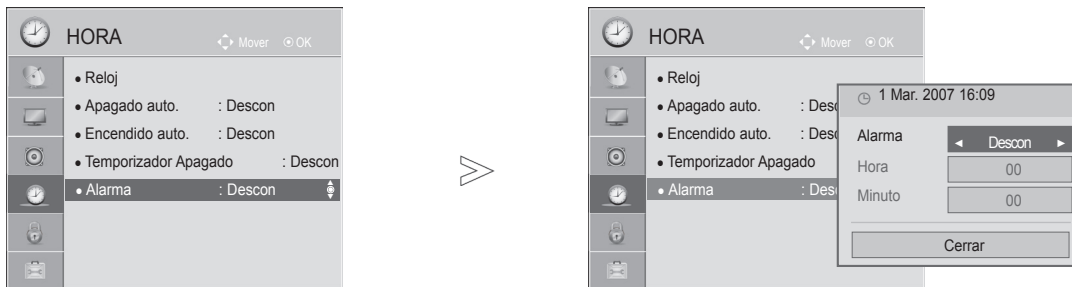 HORA
Mover OK
• Reloj
• Apagado auto. : Descon
• Encendido auto. : Descon
• Temporizador Apagado : Descon
• Alarma : Descon
HORA
Mover OK
• Reloj
• Apagado auto. : Desc
• Encendido auto. : Desc
• Temporizador Apagado
• Alarma : Desc
1 Mar. 2007 16:09
Alarma ◄ Descon ►
Hora 00
Minuto 00
Cerrar